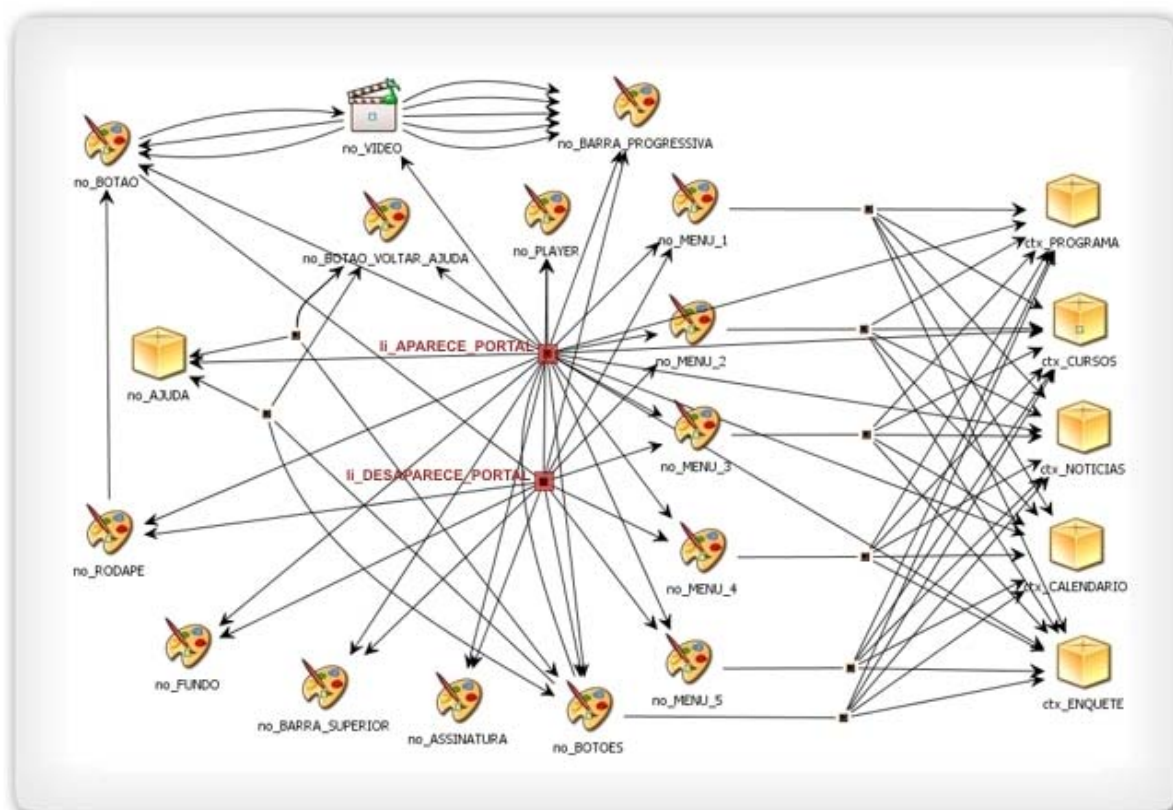 no_VIDEO
no_BARRA_PROGRESSIVA
no_BOTAO
no_MENU_1
ctx_PROGRAMA
no_BOTAO_VOLTAR_AJUDA
no_PLAYER
li_APARECE_PORTAL
no_MENU_2
ctx_CURSOS
no_AJUDA
no_MENU_3
ctx_NOTICIAS
li_DESAPARECE_PORTAL
no_RODAPE
no_MENU_4
ctx_CALENDARIO
no_FUNDO
no_BARRA_SUPERIOR
no_ASSINATURA
no_BOTOES
no_MENU_5
ctx_ENQUETE